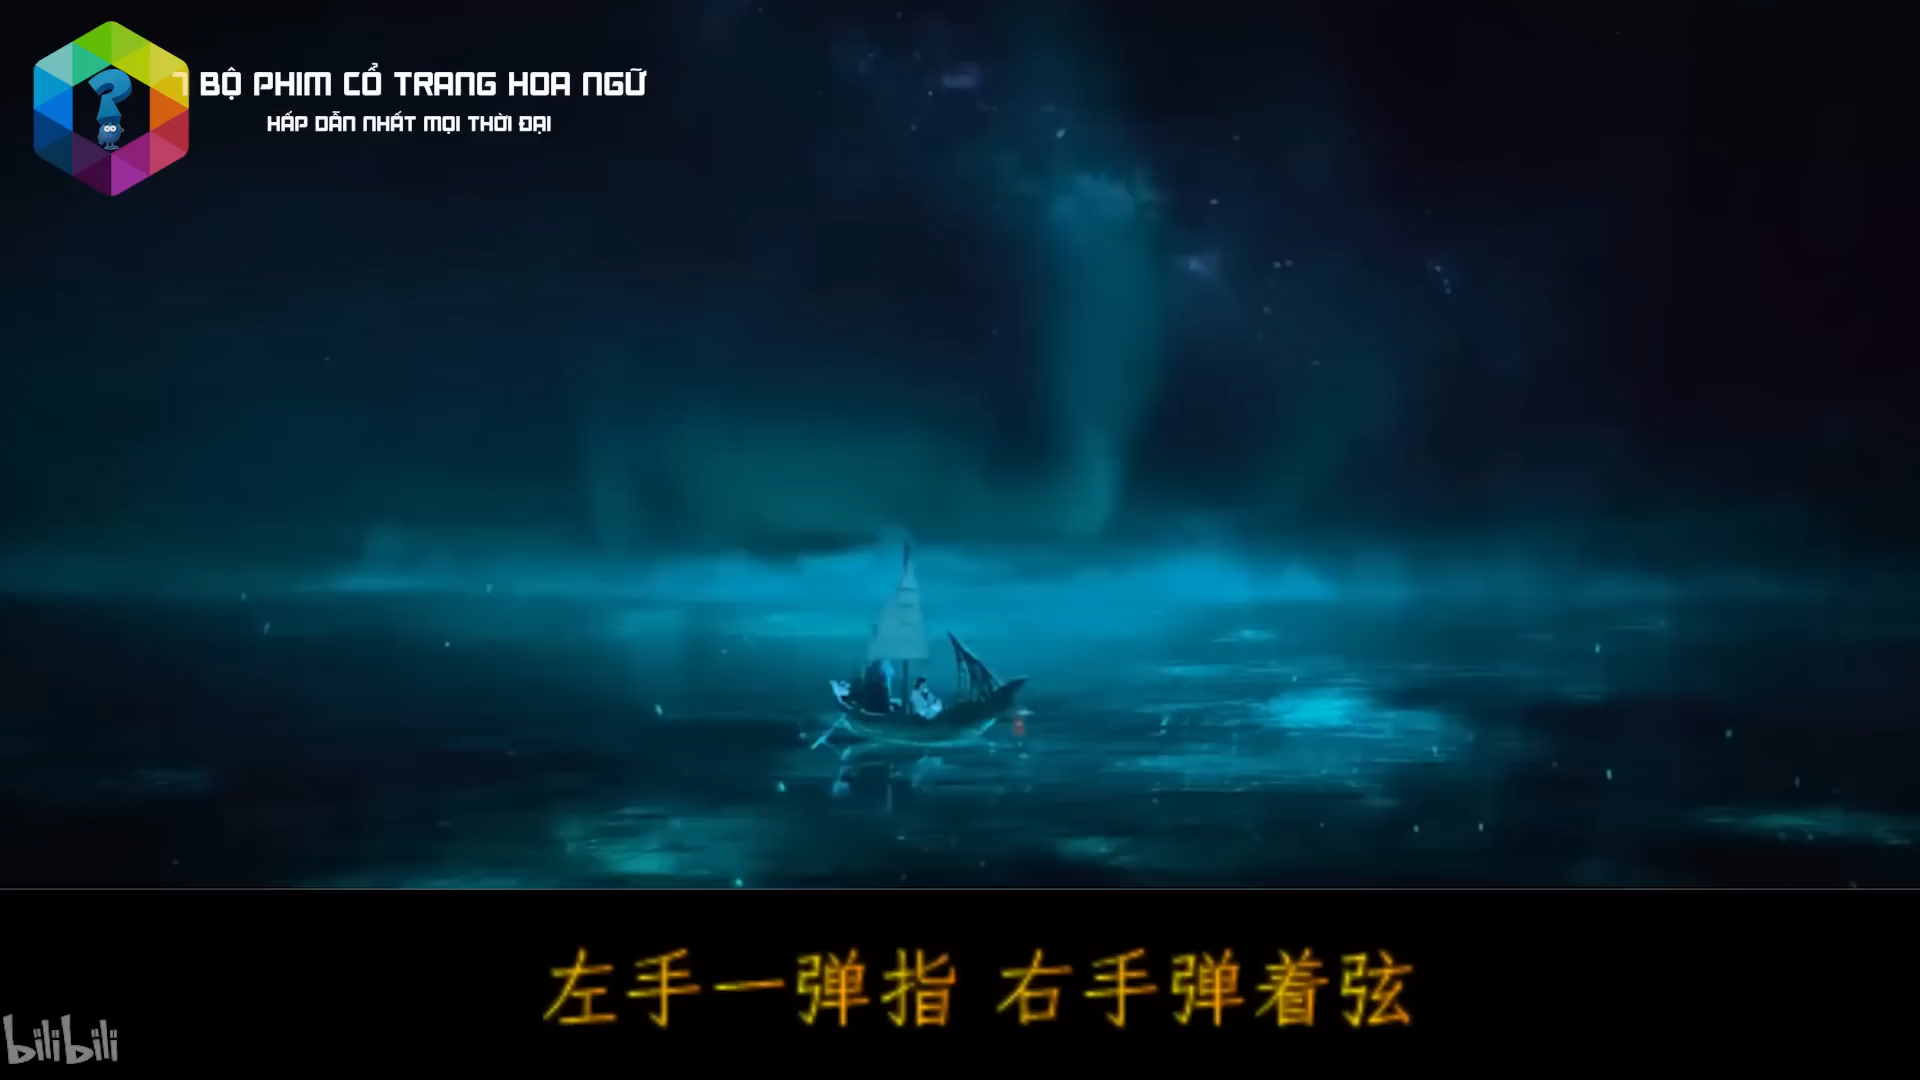 7 BỘ PHIM CỔ TRANG HOA NGỮ
HẤP DẪN NHẤT MỌI THỜI ĐẠI
左手一弹指 右手弹着弦
bilibili